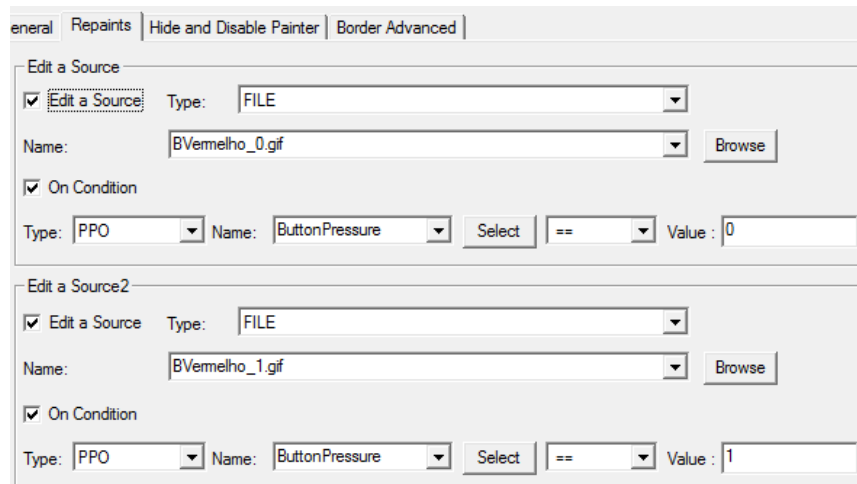 eneral Repaints Hide and Disable Painter Border Advanced
Edit a Source
Edit a Source Type: FILE
Name: BVermelho_0.gif Browse
On Condition
Type: PPO Name: ButtonPressure Select == Value : 0
Edit a Source2
Edit a Source Type: FILE
Name: BVermelho_1.gif Browse
On Condition
Type: PPO Name: ButtonPressure Select == Value : 1